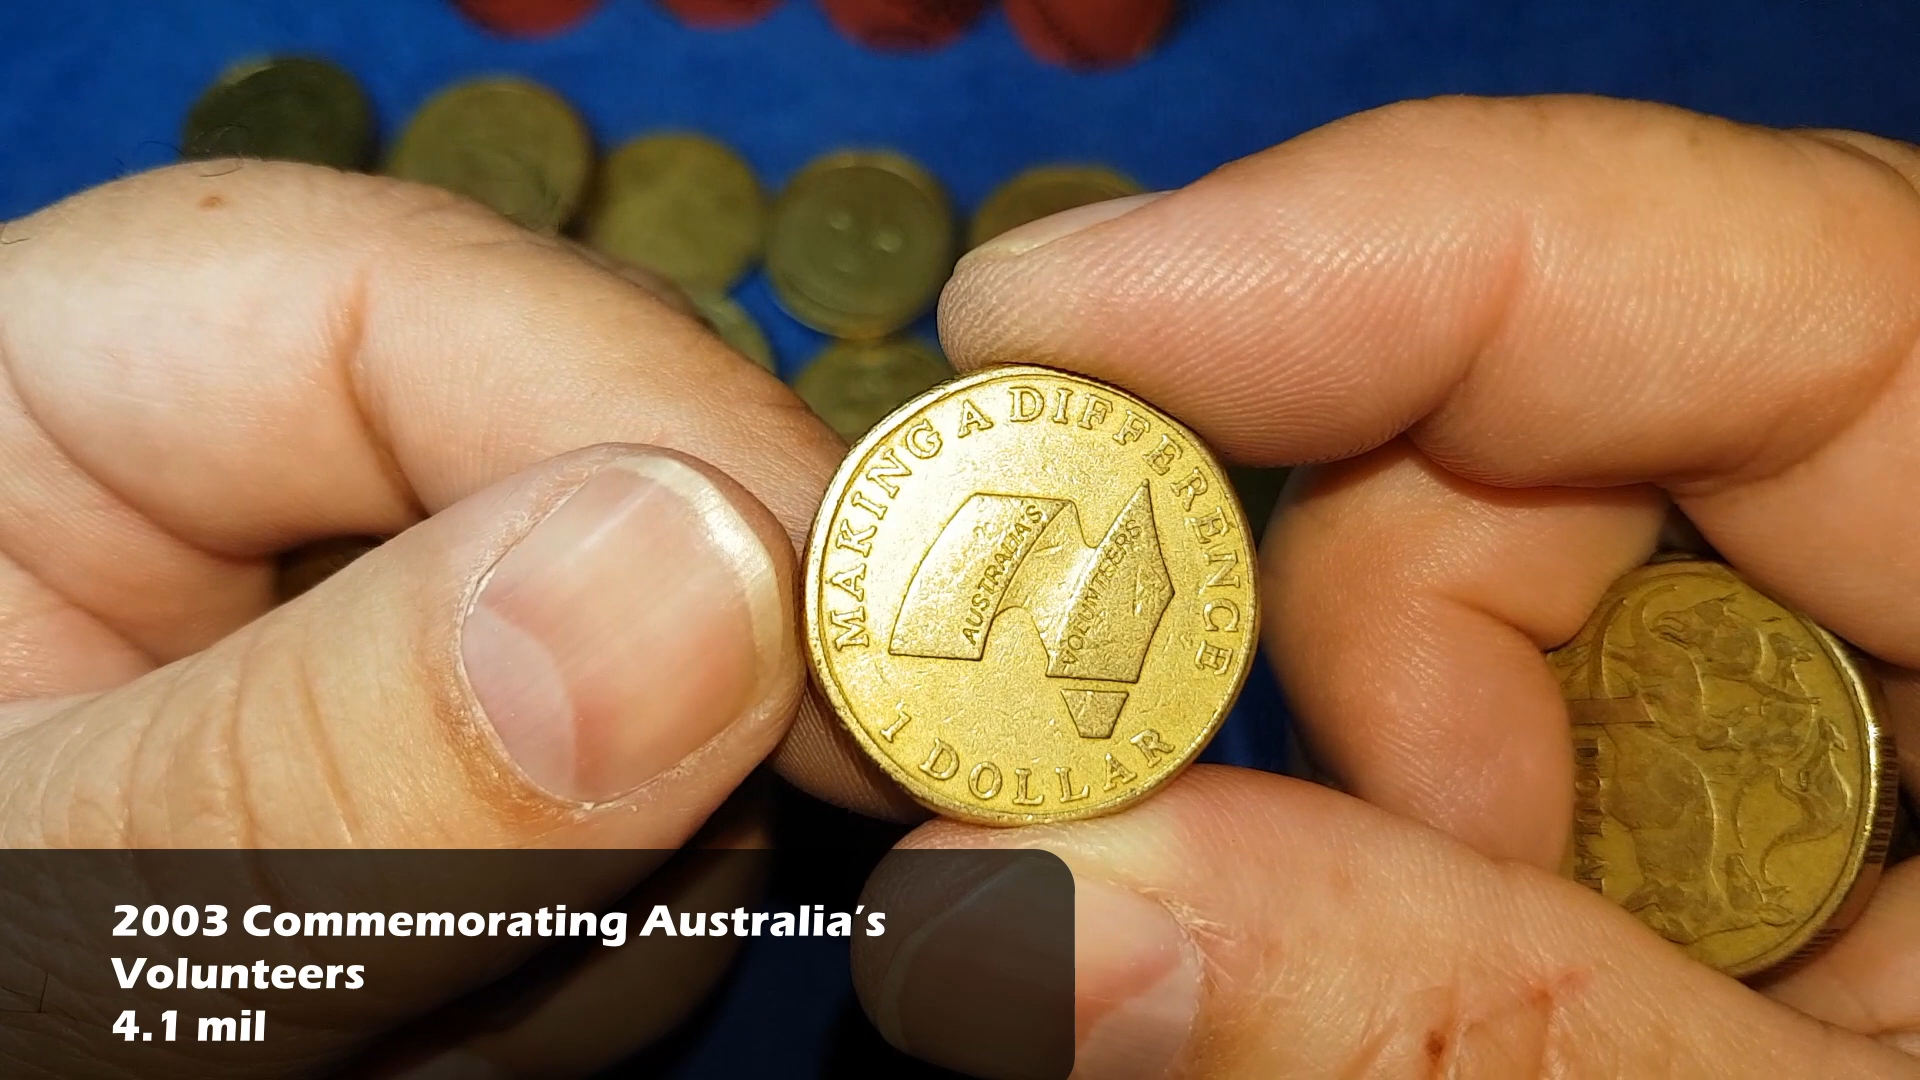 MAKING A DIFFERENCE
AUSTRALIA'S
VOLUNTEERS
1 DOLLAR
2003 Commemorating Australia's
Volunteers
4.1 mil